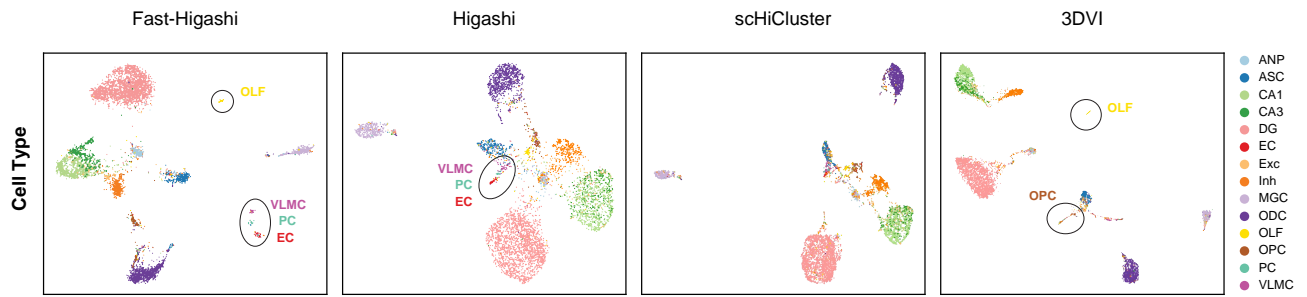 Fast-Higashi
Higashi
scHiCluster
3DVI
Cell Type
OLF
VLMC
PC
EC
VLMC
PC
EC
OLF
OPC
ANP
ASC
CA1
CA3
DG
EC
Exc
Inh
MGC
ODC
OLF
OPC
PC
VLMC